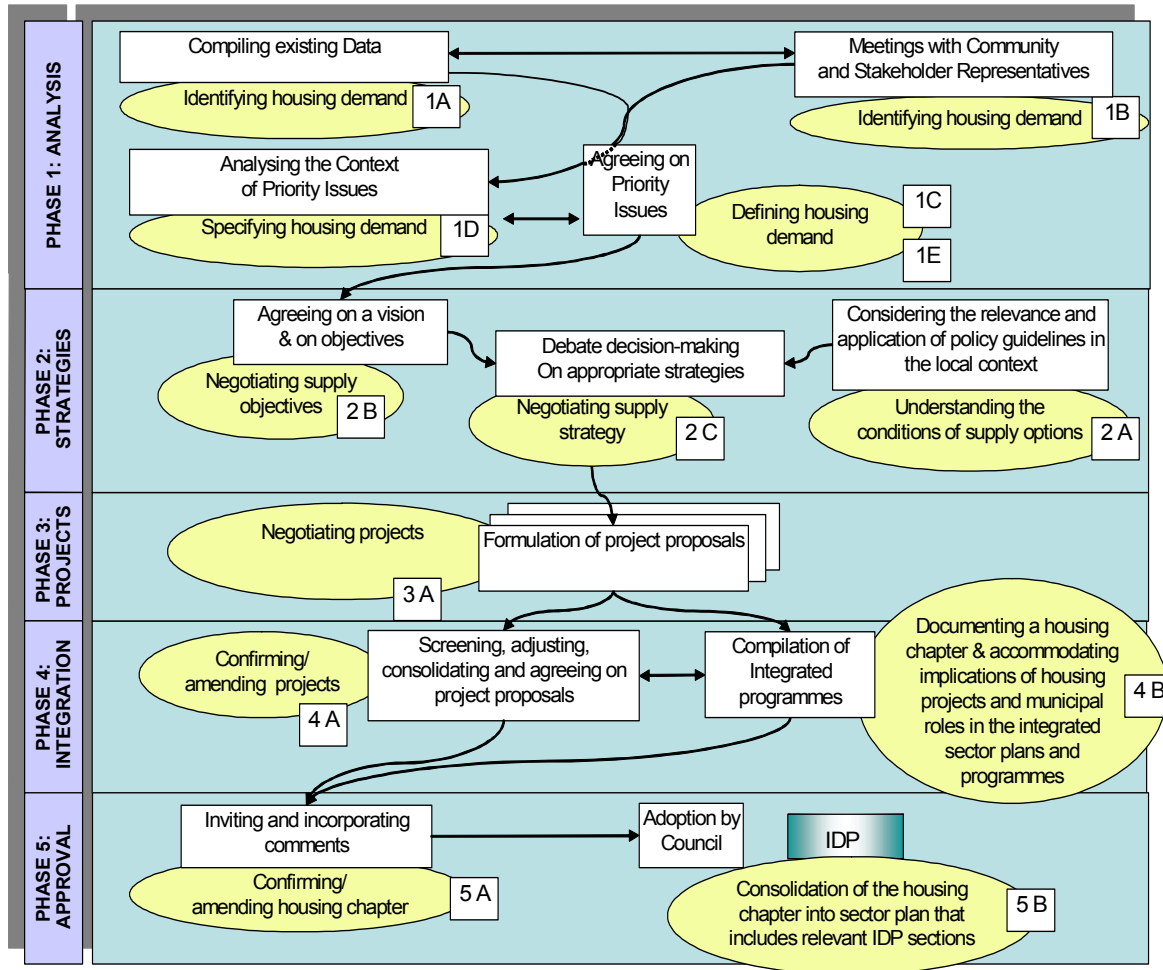 PHASE 1: ANALYSIS
Compiling existing Data
Identifying housing demand
1A
Meetings with Community
and Stakeholder Representatives
Identifying housing demand
1B
Analysing the Context
of Priority Issues
Specifying housing demand
1D
Agreeing on
Priority
Issues
Defining housing
demand
1C
1E
PHASE 2:
STRATEGIES
Agreeing on a vision
& on objectives
Negotiating supply
objectives
2 B
Debate decision-making
On appropriate strategies
Negotiating supply
strategy
2 C
Considering the relevance and
application of policy guidelines in
the local context
Understanding the
conditions of supply options
2 A
PHASE 3:
PROJECTS
Negotiating projects
3 A
Formulation of project proposals
PHASE 4:
INTEGRATION
Confirming/
amending projects
4 A
Screening, adjusting,
consolidating and agreeing on
project proposals
Compilation of
Integrated
programmes
Documenting a housing
chapter & accommodating
implications of housing
projects and municipal
roles in the integrated
sector plans and
programmes
4 B
PHASE 5:
APPROVAL
Inviting and incorporating
comments
Confirming/
amending housing chapter
5 A
Adoption by
Council
IDP
Consolidation of the housing
chapter into sector plan that
includes relevant IDP sections
5 B